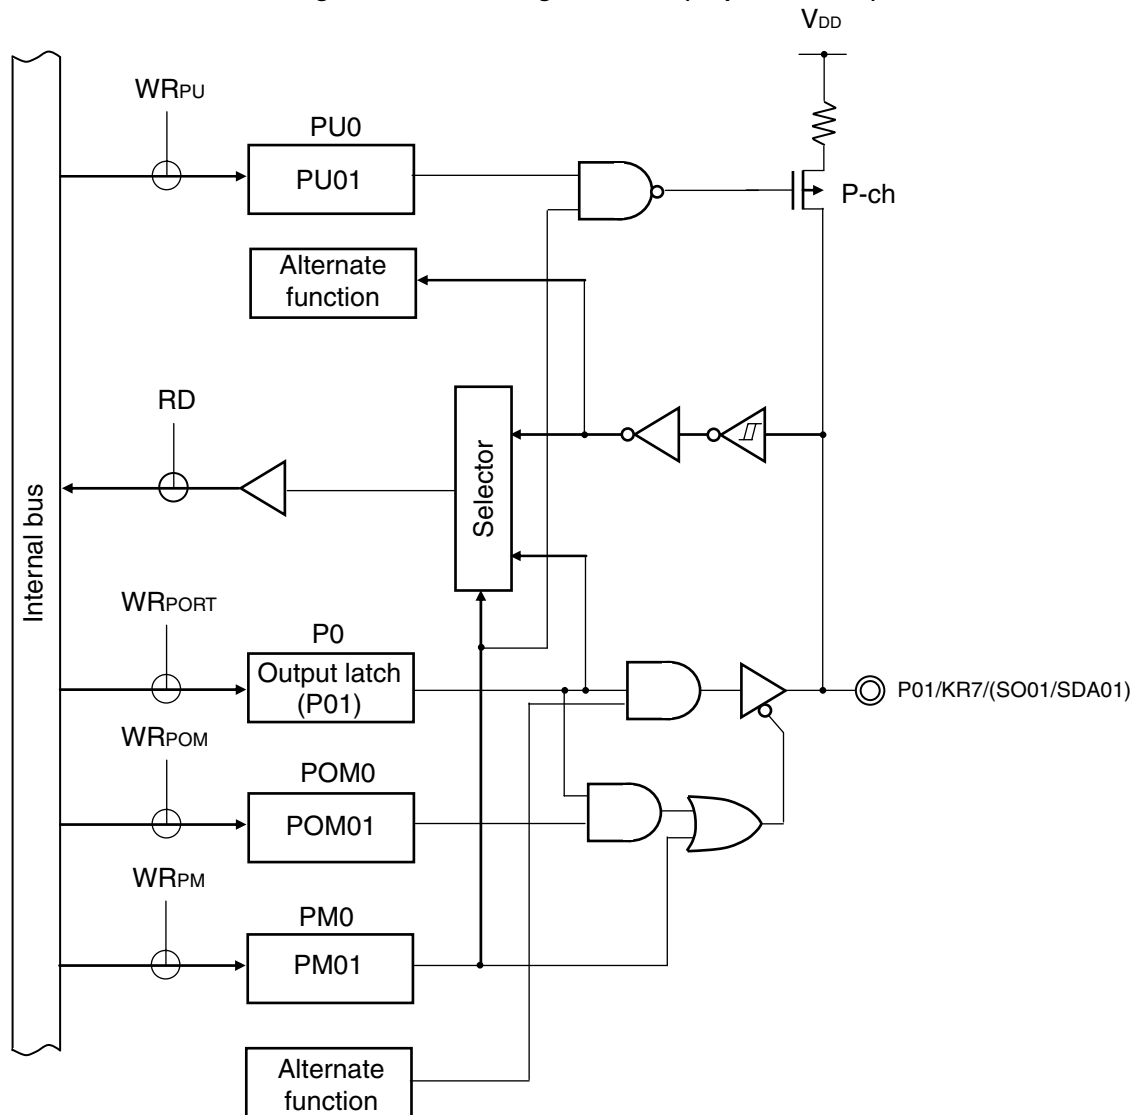 VDD
WRPU
PU0
PU01
P-ch
Alternate
function
RD
Selector
Internal bus
WRPORT
P0
Output latch
(P01)
P01/KR7/(SO01/SDA01)
WRPOM
POM0
POM01
WRPM
PM0
PM01
Alternate
function